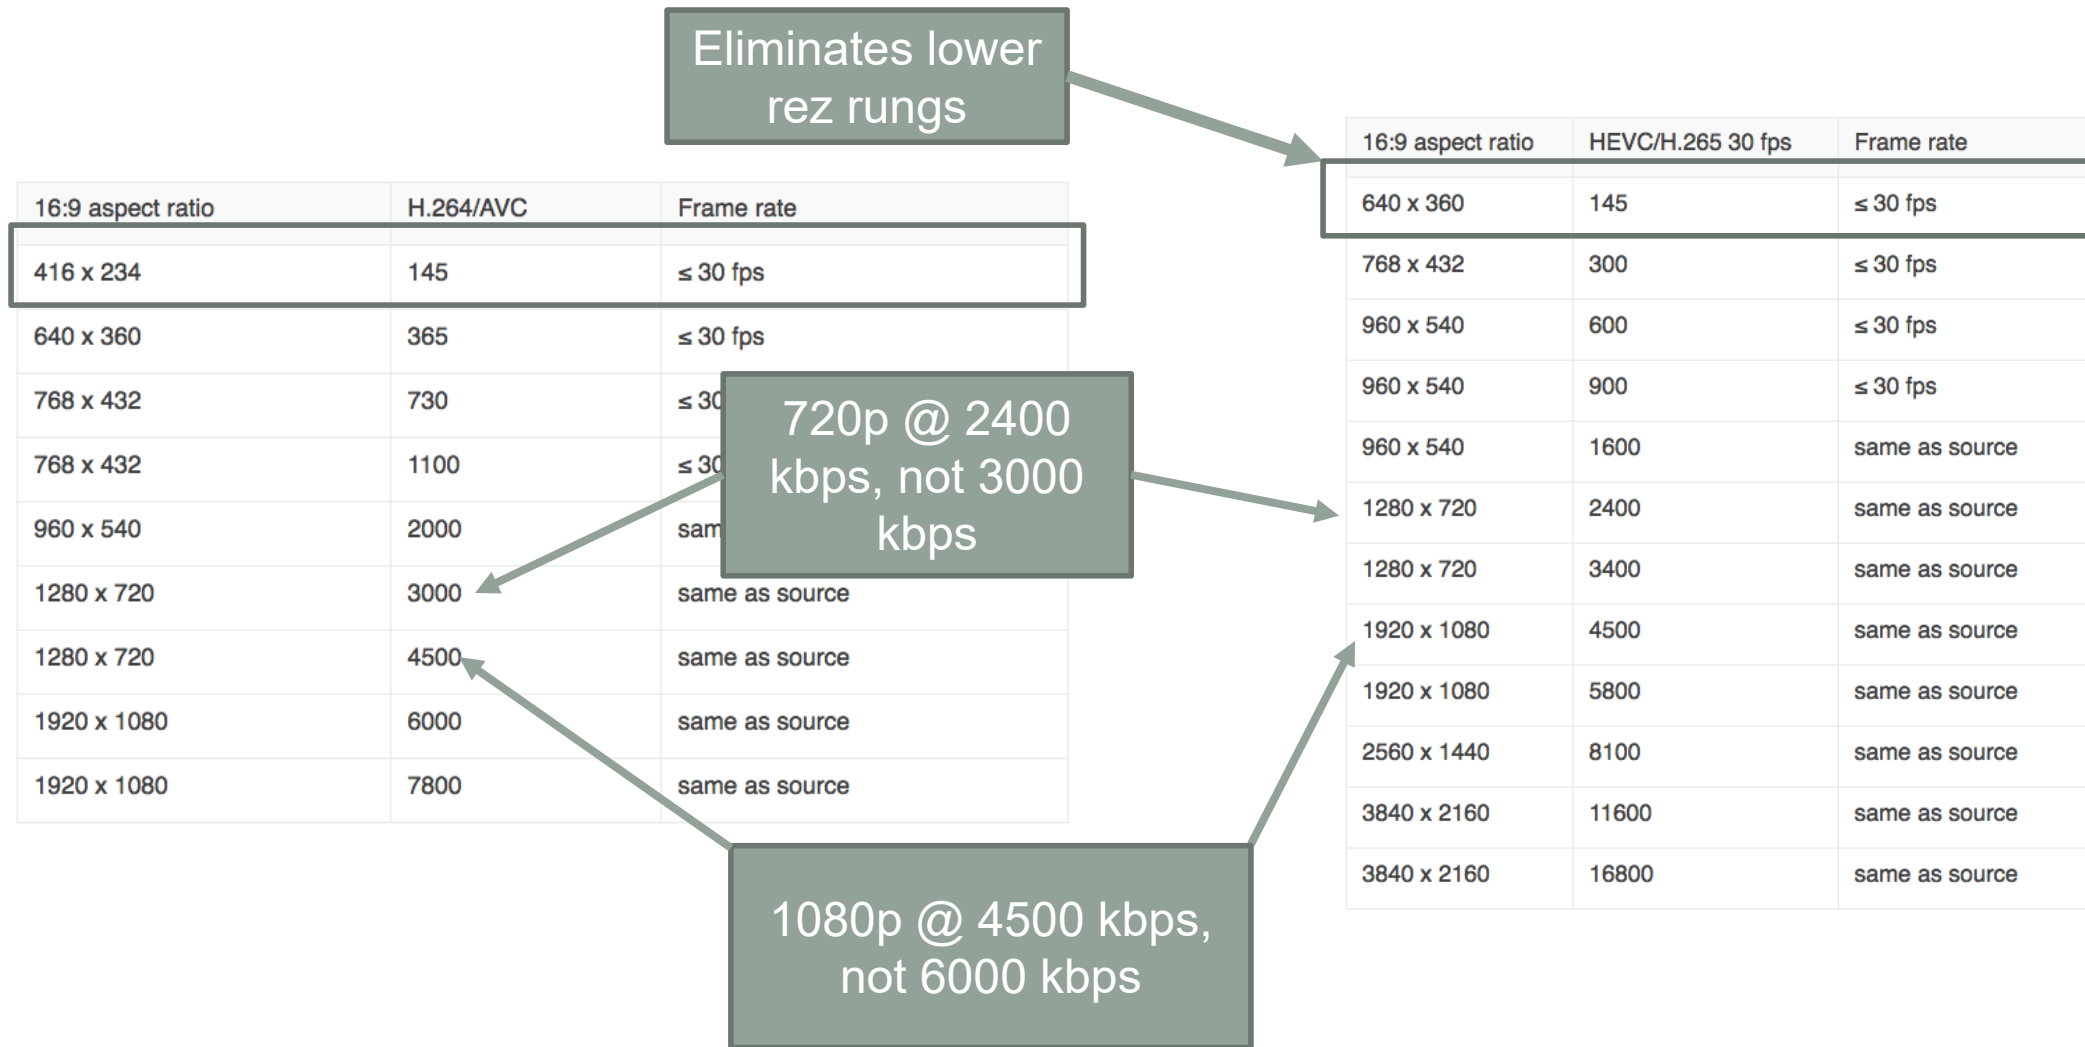 Eliminates lower
rez rungs
16:9 aspect ratio H.264/AVC Frame rate
416 x 234 145 ≤ 30 fps
640 x 360 365 ≤ 30 fps
768 x 432 730 ≤ 30
768 x 432 1100 ≤ 30
960 x 540 2000 sam
1280 x 720 3000 same as source
1280 x 720 4500 same as source
1920 x 1080 6000 same as source
1920 x 1080 7800 same as source
720p @ 2400
kbps, not 3000
kbps
1080p @ 4500 kbps,
not 6000 kbps
16:9 aspect ratio HEVC/H.265 30 fps Frame rate
640 x 360 145 ≤ 30 fps
768 x 432 300 ≤ 30 fps
960 x 540 600 ≤ 30 fps
960 x 540 900 ≤ 30 fps
960 x 540 1600 same as source
1280 x 720 2400 same as source
1280 x 720 3400 same as source
1920 x 1080 4500 same as source
1920 x 1080 5800 same as source
2560 x 1440 8100 same as source
3840 x 2160 11600 same as source
3840 x 2160 16800 same as source